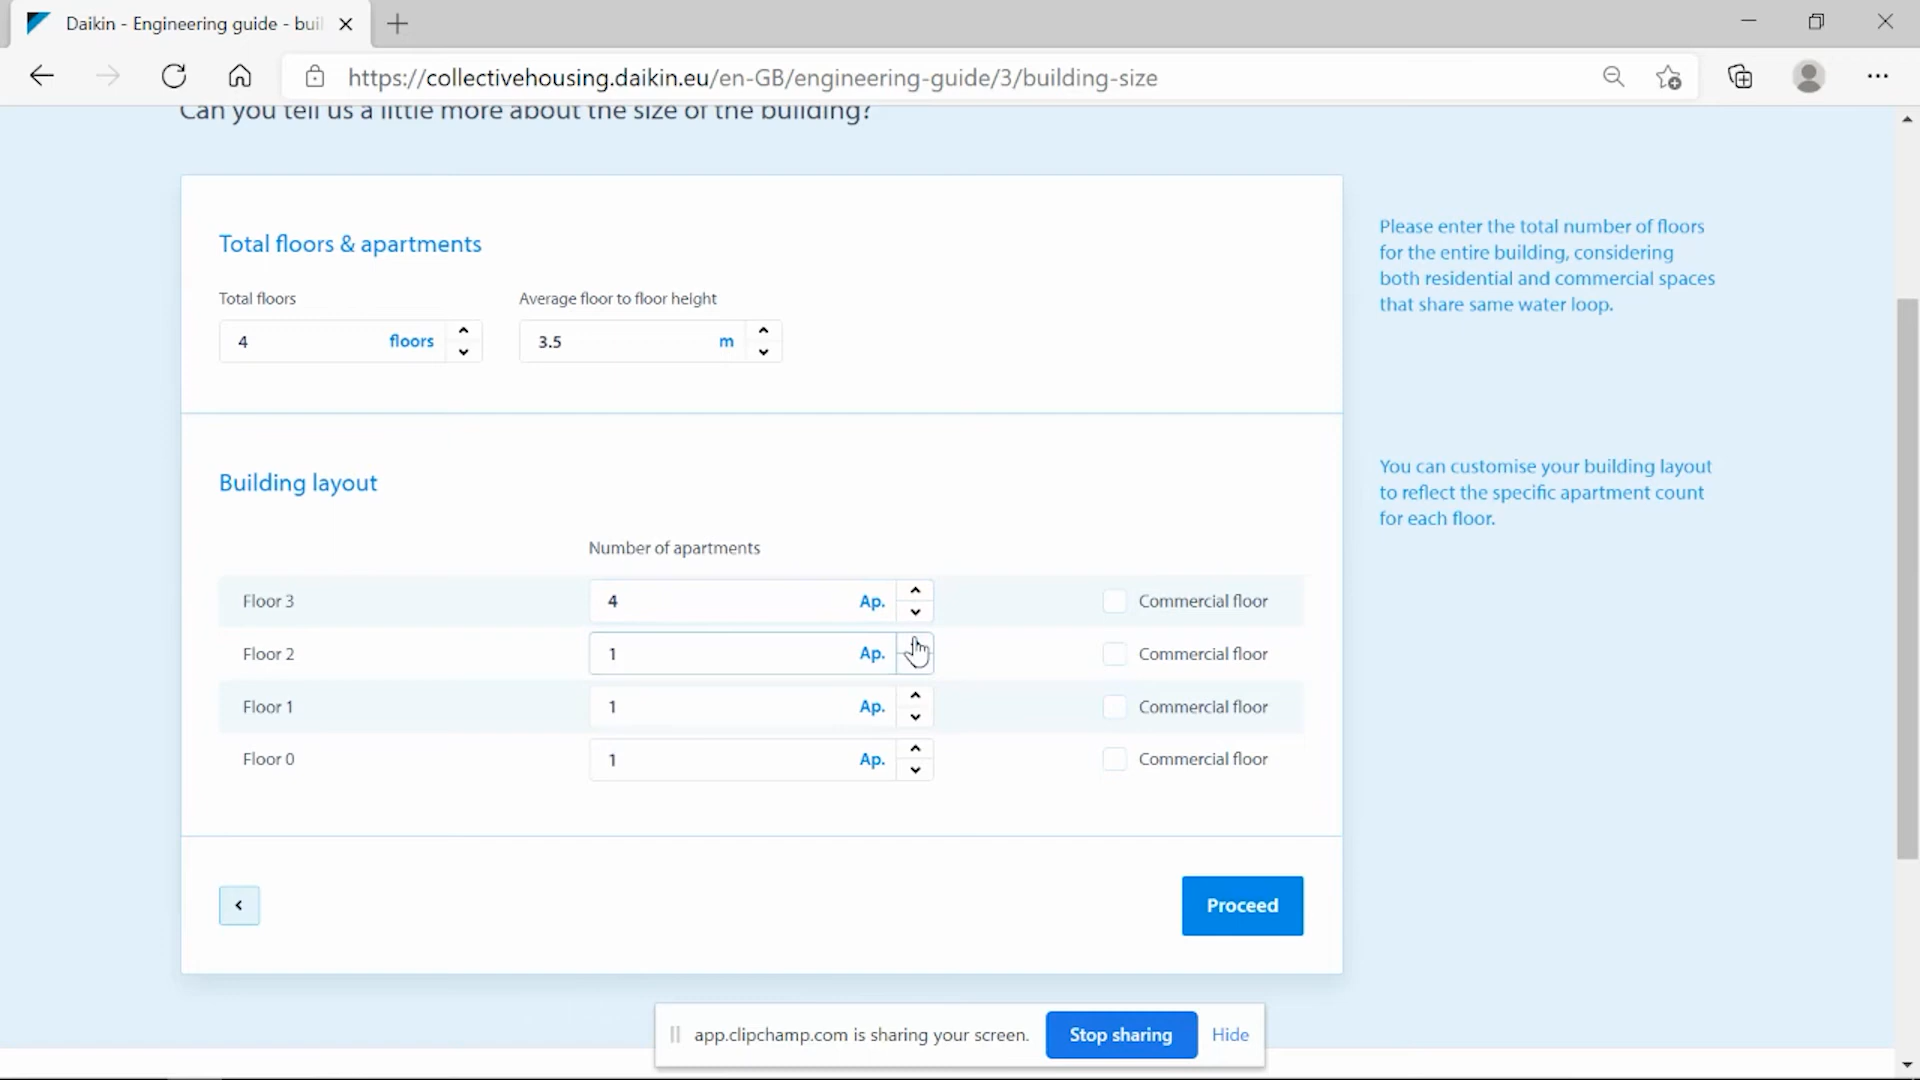 Daikin - Engineering guide - buil
https://collectivehousing.daikin.eu/en-GB/engineering-guide/3/building-size
Can you tell us a little more about the size of the building?
Total floors & apartments
Total floors
Average floor to floor height
4 floors
3.5 m
Please enter the total number of floors
for the entire building, considering
both residential and commercial spaces
that share same water loop.
Building layout
You can customise your building layout
to reflect the specific apartment count
for each floor.
Number of apartments
Floor 3 4 Ap. Commercial floor
Floor 2 1 Ap. Commercial floor
Floor 1 1 Ap. Commercial floor
Floor 0 1 Ap. Commercial floor
Proceed
app.clipchamp.com is sharing your screen. Stop sharing Hide